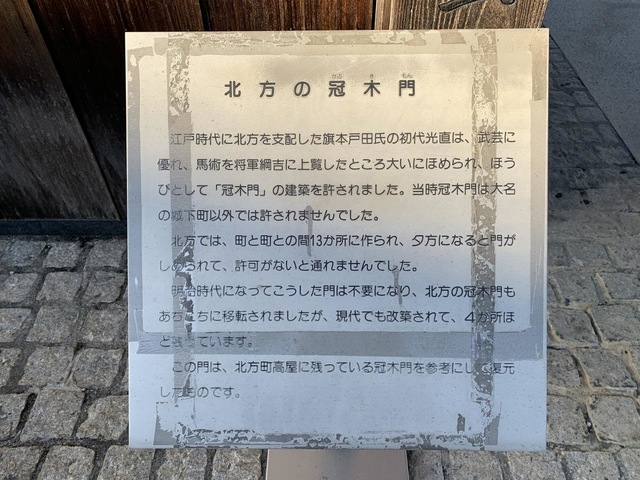 北方の冠木門
江戸時代に北方を支配した旗本戸田氏の初代光直は、武芸に
優れ、馬術を将軍綱吉に上覧したところ大いにほめられ、ほう
びとして「冠木門」の建築を許されました。当時冠木門は大名
の城下町以外では許されませんでした。
北方では、町と町との間13か所に作られ、夕方になると門が
しめられて、許可がないと通れませんでした。
明治時代になってこうした門は不要になり、北方の冠木門も
あちこちに移転されましたが、現代でも改築されて、4か所ほ
ど残っています。
この門は、北方町高屋に残っている冠木門を参考にして復元
したものです。